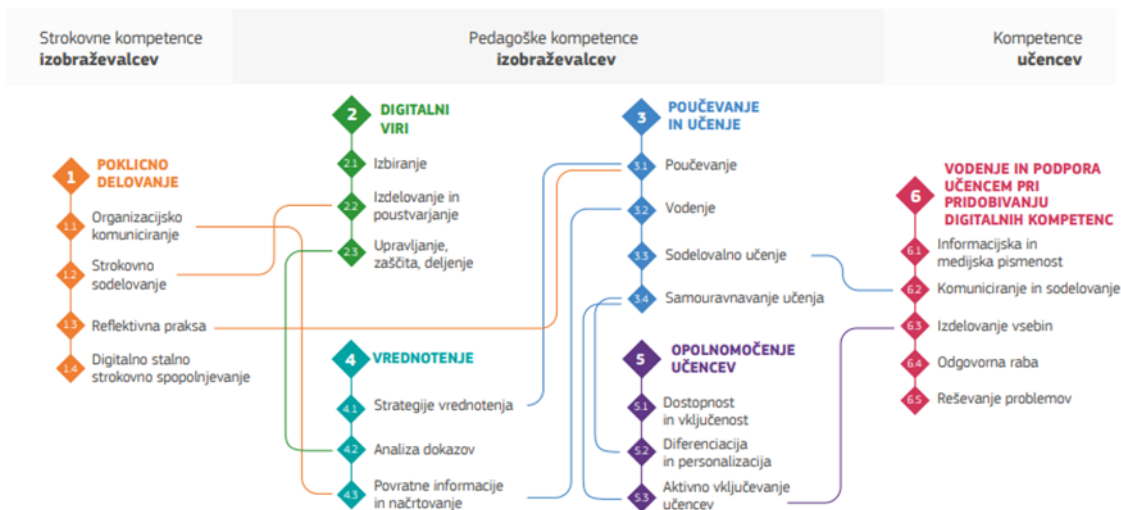 Strokovne kompetence
izobraževalcev
Pedagoške kompetence
izobraževalcev
Kompetence
učencev
1
POKLICNO
DELOVANJE
1.1
Organizacijsko
komuniciranje
1.2
Strokovno
sodelovanje
1.3
Reflektivna praksa
1.4
Digitalno stalno
strokovno spopolnjevanje
2
DIGITALNI
VIRI
2.1
Izbiranje
2.2
Izdelovanje in
poustvarjanje
2.3
Upravljanje,
zaščita, deljenje
4
VREDNOTENJE
4.1
Strategije vrednotenja
4.2
Analiza dokazov
4.3
Povratne informacije
in načrtovanje
3
POUČEVANJE
IN UČENJE
3.1
Poučevanje
3.2
Vodenje
3.3
Sodelovalno učenje
3.4
Samouravnavanje učenja
5
OPOLNOMOČENJE
UČENCEV
5.1
Dostopnost
in vključenost
5.2
Diferenciacija
in personalizacija
5.3
Aktivno vključevanje
učencev
6
VODENJE IN PODPORA
UČENCEM PRI
PRIDOBIVANJU
DIGITALNIH KOMPETENC
6.1
Informacijska in
medijska pismenost
6.2
Komuniciranje in sodelovanje
6.3
Izdelovanje vsebin
6.4
Odgovorna raba
6.5
Reševanje problemov